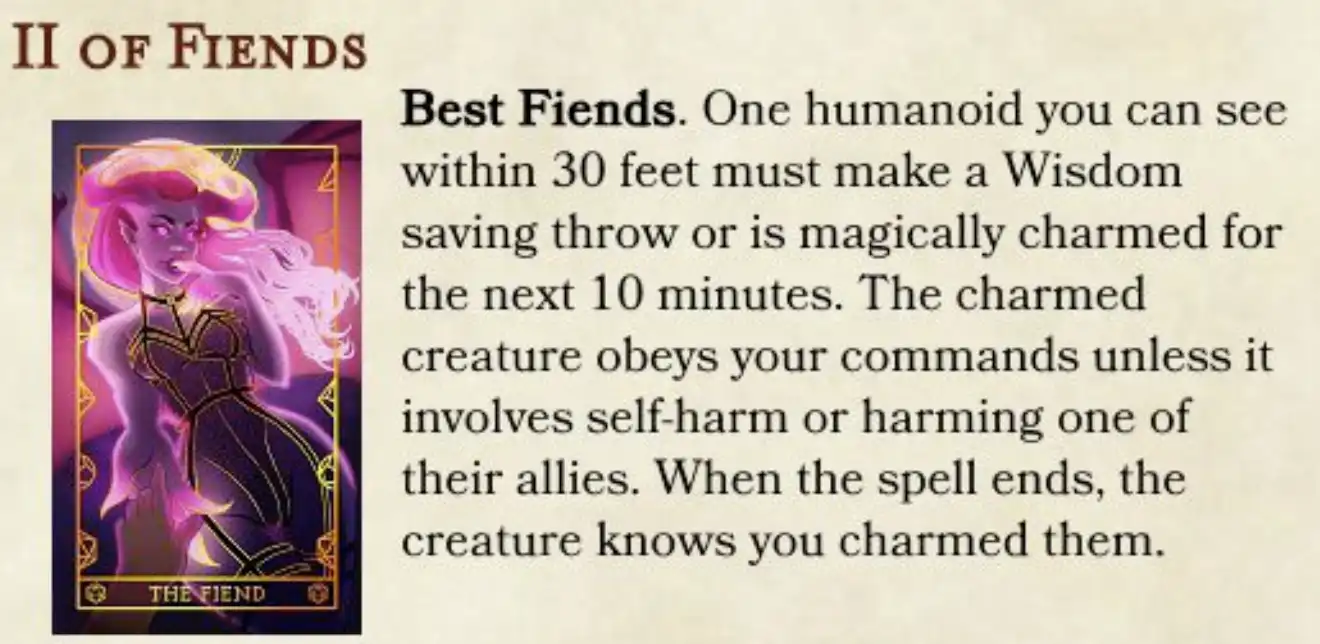 II of Fiends
Best Fiends. One humanoid you can see
within 30 feet must make a Wisdom
saving throw or is magically charmed for
the next 10 minutes. The charmed
creature obeys your commands unless it
involves self-harm or harming one of
their allies. When the spell ends, the
creature knows you charmed them.
THE FIEND